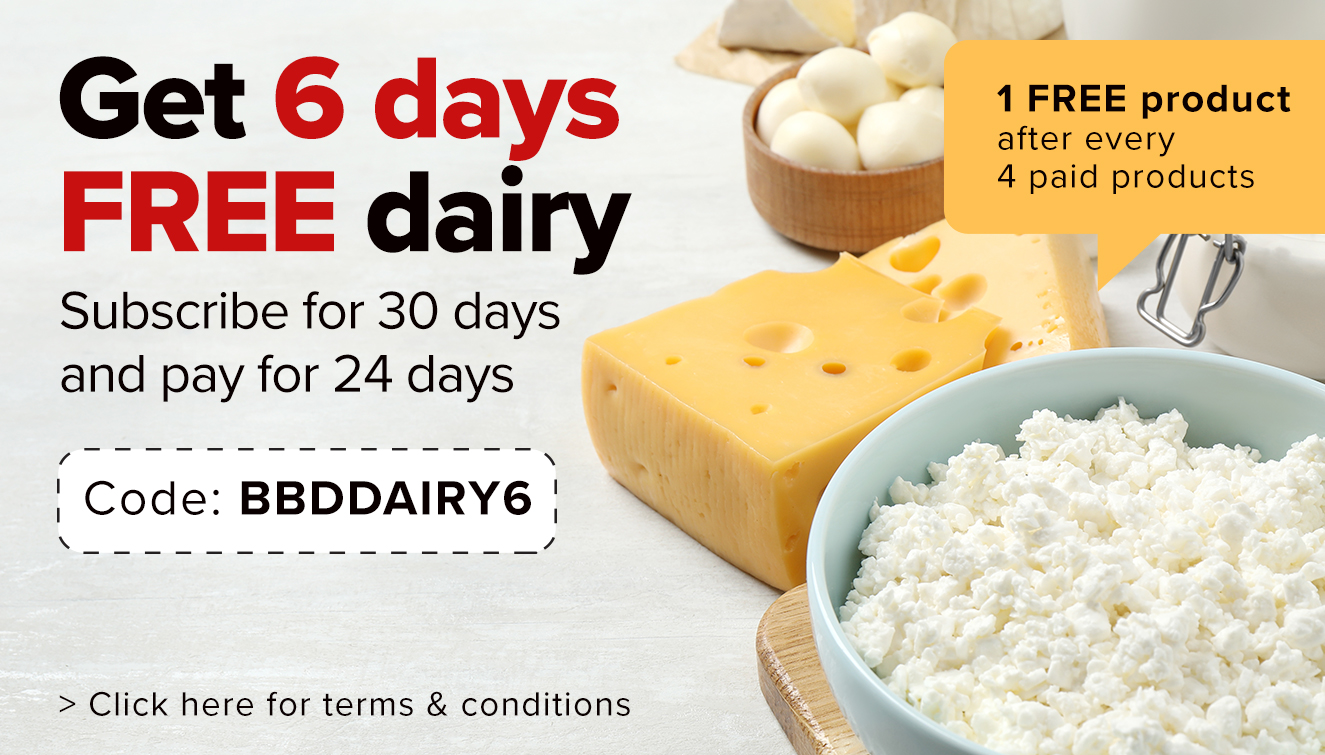 Get 6 days
FREE dairy
Subscribe for 30 days
and pay for 24 days
Code: BBDDAIRY6
> Click here for terms & conditions
1 FREE product
after every
4 paid products